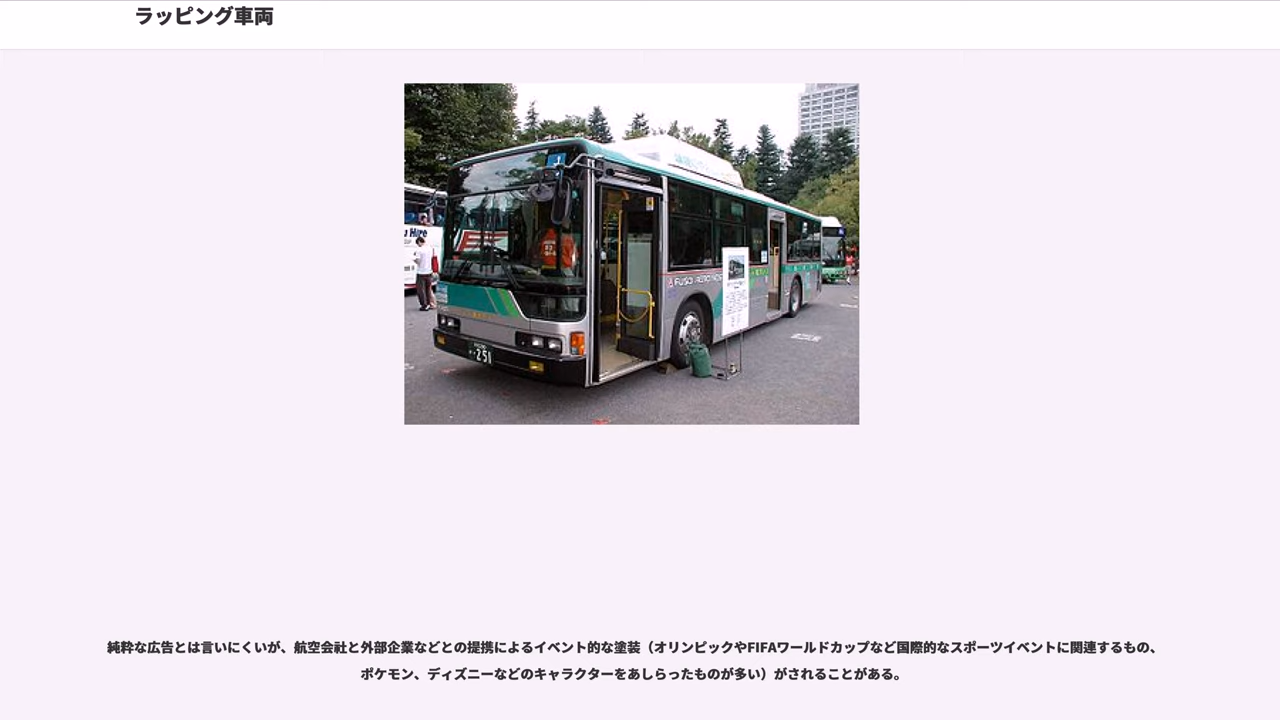 ラッピング車両
251
純粋な広告とは言いにくいが、航空会社と外部企業などとの提携によるイベント的な塗装（オリンピックやFIFAワールドカップなど国際的なスポーツイベントに関連するもの、
ポケモン、ディズニーなどのキャラクターをあしらったものが多い）がされることがある。